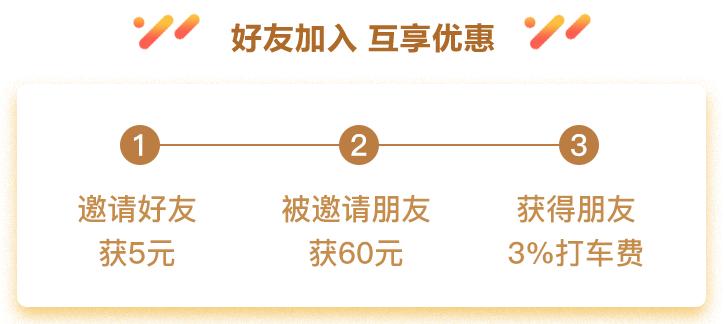 好友加入 互享优惠
1
2
3
邀请好友
获5元
被邀请朋友
获60元
获得朋友
3%打车费